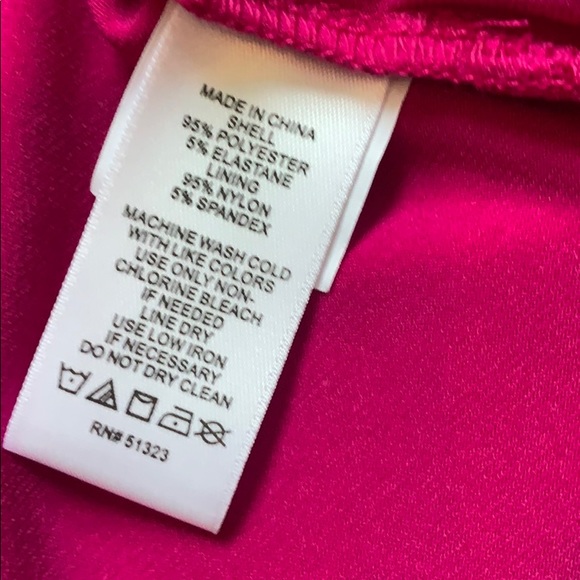 MADE IN CHINA
SHELL
95% POLYESTER
5% ELASTANE
LINING
95% NYLON
5% SPANDEX
MACHINE WASH COLD
WITH LIKE COLORS
USE ONLY NON-
CHLORINE BLEACH
IF NEEDED
LINE DRY
USE LOW IRON
IF NECESSARY
DO NOT DRY CLEAN
RN# 51323